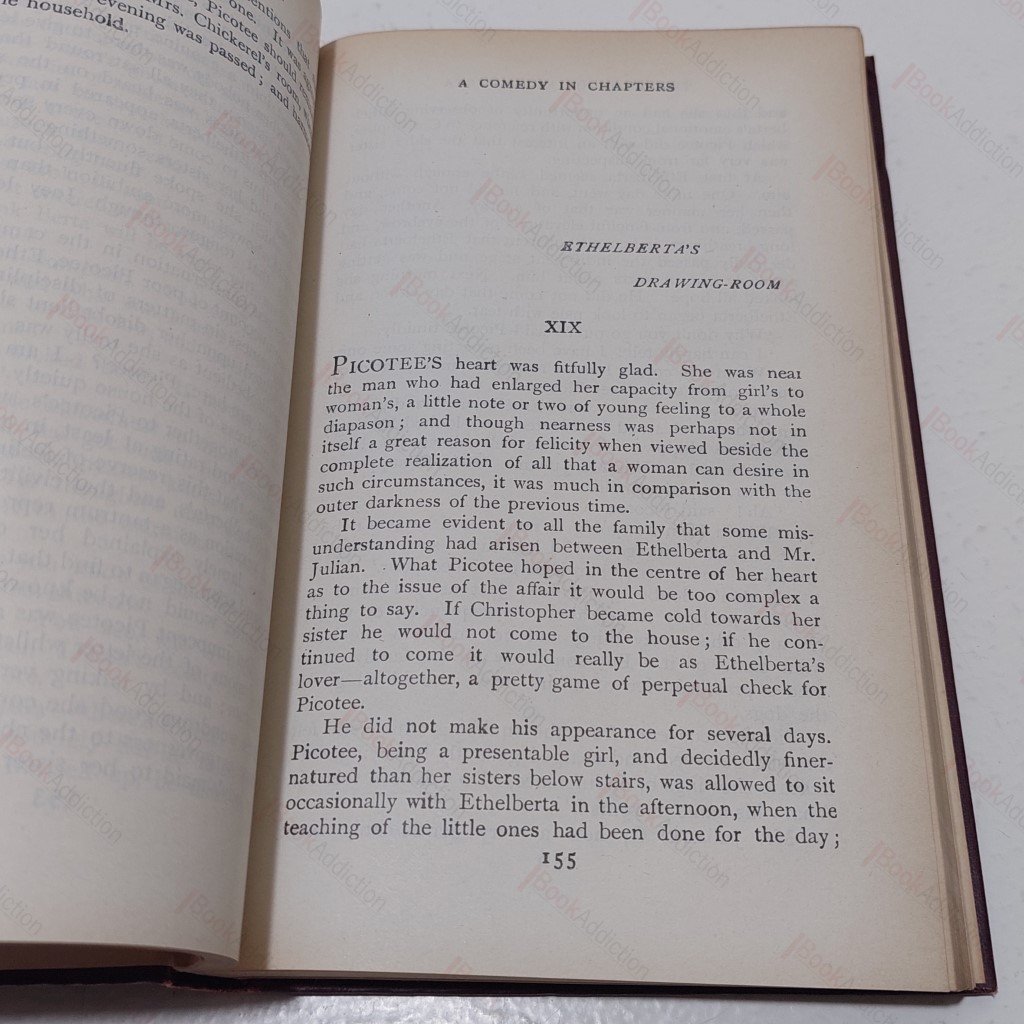 one. It was
Picotee should
Mrs. Chickerel's room
evening was passed; and
household.
A COMEDY IN CHAPTERS
ETHELBERTA'S
DRAWING-ROOM
XIX
PICOTEE'S heart was fitfully glad. She was near
the man who had enlarged her capacity from girl's to
woman's, a little note or two of young feeling to a whole
diapason; and though nearness was perhaps not in
itself a great reason for felicity when viewed beside the
complete realization of all that a woman can desire in
such circumstances, it was much in comparison with the
outer darkness of the previous time.
It became evident to all the family that some mis-
understanding had arisen between Ethelberta and Mr.
Julian. What Picotee hoped in the centre of her heart
as to the issue of the affair it would be too complex a
thing to say. If Christopher became cold towards her
sister he would not come to the house; if he con-
tinued to come it would really be as Ethelberta's
lover—altogether, a pretty game of perpetual check for
Picotee.
He did not make his appearance for several days.
Picotee, being a presentable girl, and decidedly finer-
natured than her sisters below stairs, was allowed to sit
occasionally with Ethelberta in the afternoon, when the
teaching of the little ones had been done for the day;
155
BookAddiction